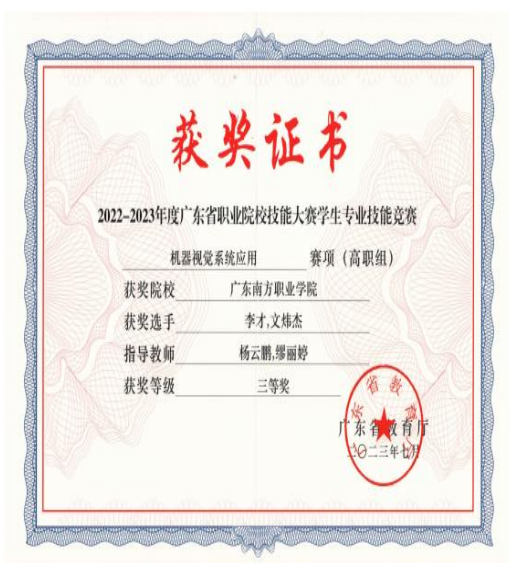 获奖证书
2022-2023年度广东省职业院校技能大赛学生专业技能竞赛
机器视觉系统应用 赛项（高职组）
获奖院校 广东南方职业学院
获奖选手 李才,文炜杰
指导教师 杨云鹏,缪丽婷
获奖等级 三等奖
广东省教育厅
二〇二三年七月